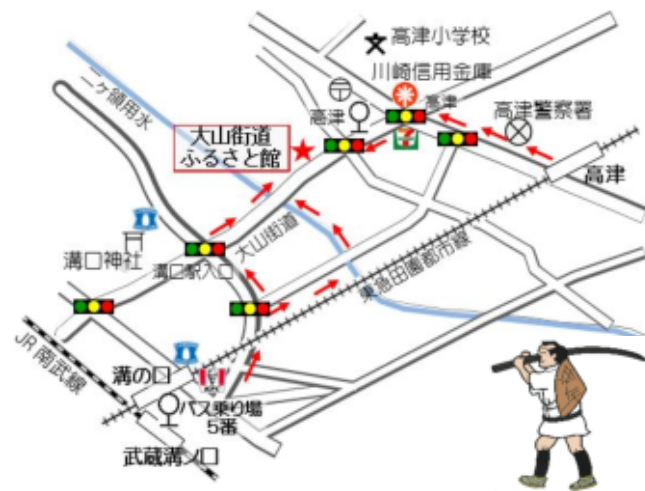 高津小学校
川崎信用金庫
高津
高津
高津警察署
二ヶ領用水
大山街道
ふるさと館
7
高津
大山街道
東急田園都市線
溝口神社
溝口駅入口
JR南武線
溝の口
バス乗り場
5番
武蔵溝ノ口